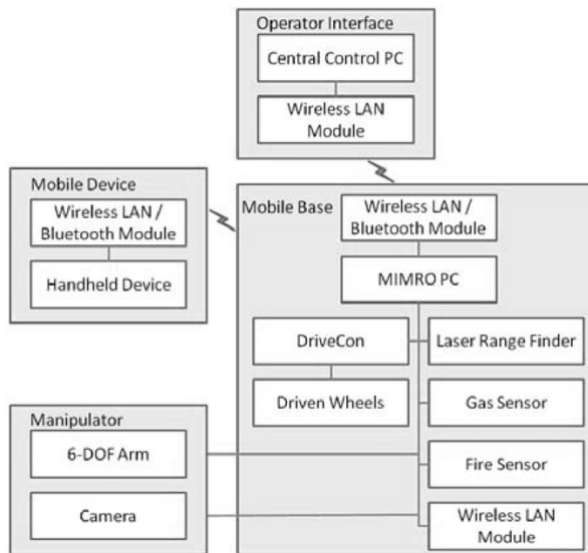 Operator Interface
Central Control PC
Wireless LAN
Module
Mobile Device
Wireless LAN /
Bluetooth Module
Handheld Device
Mobile Base
Wireless LAN /
Bluetooth Module
MIMRO PC
DriveCon
Laser Range Finder
Driven Wheels
Gas Sensor
Manipulator
6-DOF Arm
Fire Sensor
Camera
Wireless LAN
Module